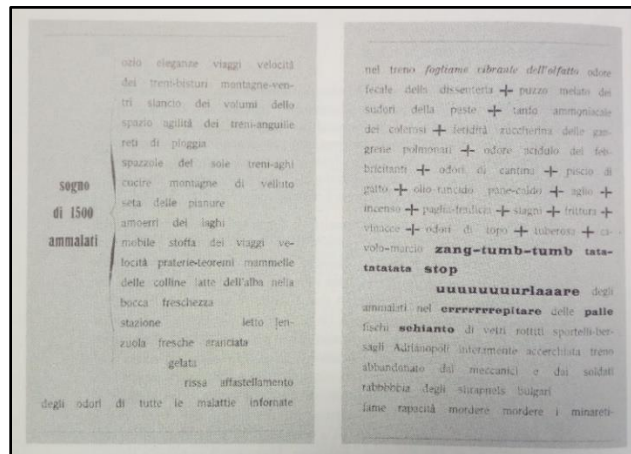 ozio eleganze viaggi velocità
dei treni-bisturi montagne-ven-
tri slancio dei volumi dello
spazio agilità dei treni-anguille
reti di pioggia
spazzole del sole treni-aghi
cucire montagne di velluto
seta delle pianure
amoerri dei laghi
mobile stoffa dei viaggi ve-
locità praterie-teoremi mammelle
delle colline latte dell'alba nella
bocca freschezza
stazione letto len-
zuola fresche aranciata
gelata
rissa affastellamento
degli odori di tutte le malattie infornate
sogno
di 1500
ammalati
nel treno fogliame vibrante dell'olfatto odore
fecale della dissenteria + puzzo melato dei
sudori della peste + tanfo ammoniacale
dei colerosi + fetidità zuccherina delle gan-
grene polmonari + odore acidulo dei feb-
bricitanti + odori di cantina + piscio di
gatto + olio-rancido pane-caldo + aglio +
incenso + paglia-fradicia + stagni + frittura +
vinacce + odori di topo + tuberose + ca-
volo-marcio zang-tumb-tumb tata-
tatatata stop
uuuuuuuurlaaare degli
ammalati nel crrrrrrrepitare delle palle
fischi schianto di vetri rottiti sportelli-ber-
sagli Adrianopoli interamente accerchiata treno
abbandonato dai meccanici e dai soldati
rabbbbbia degli shrapnels bulgari
fame rapacità mordere mordere i minareti-